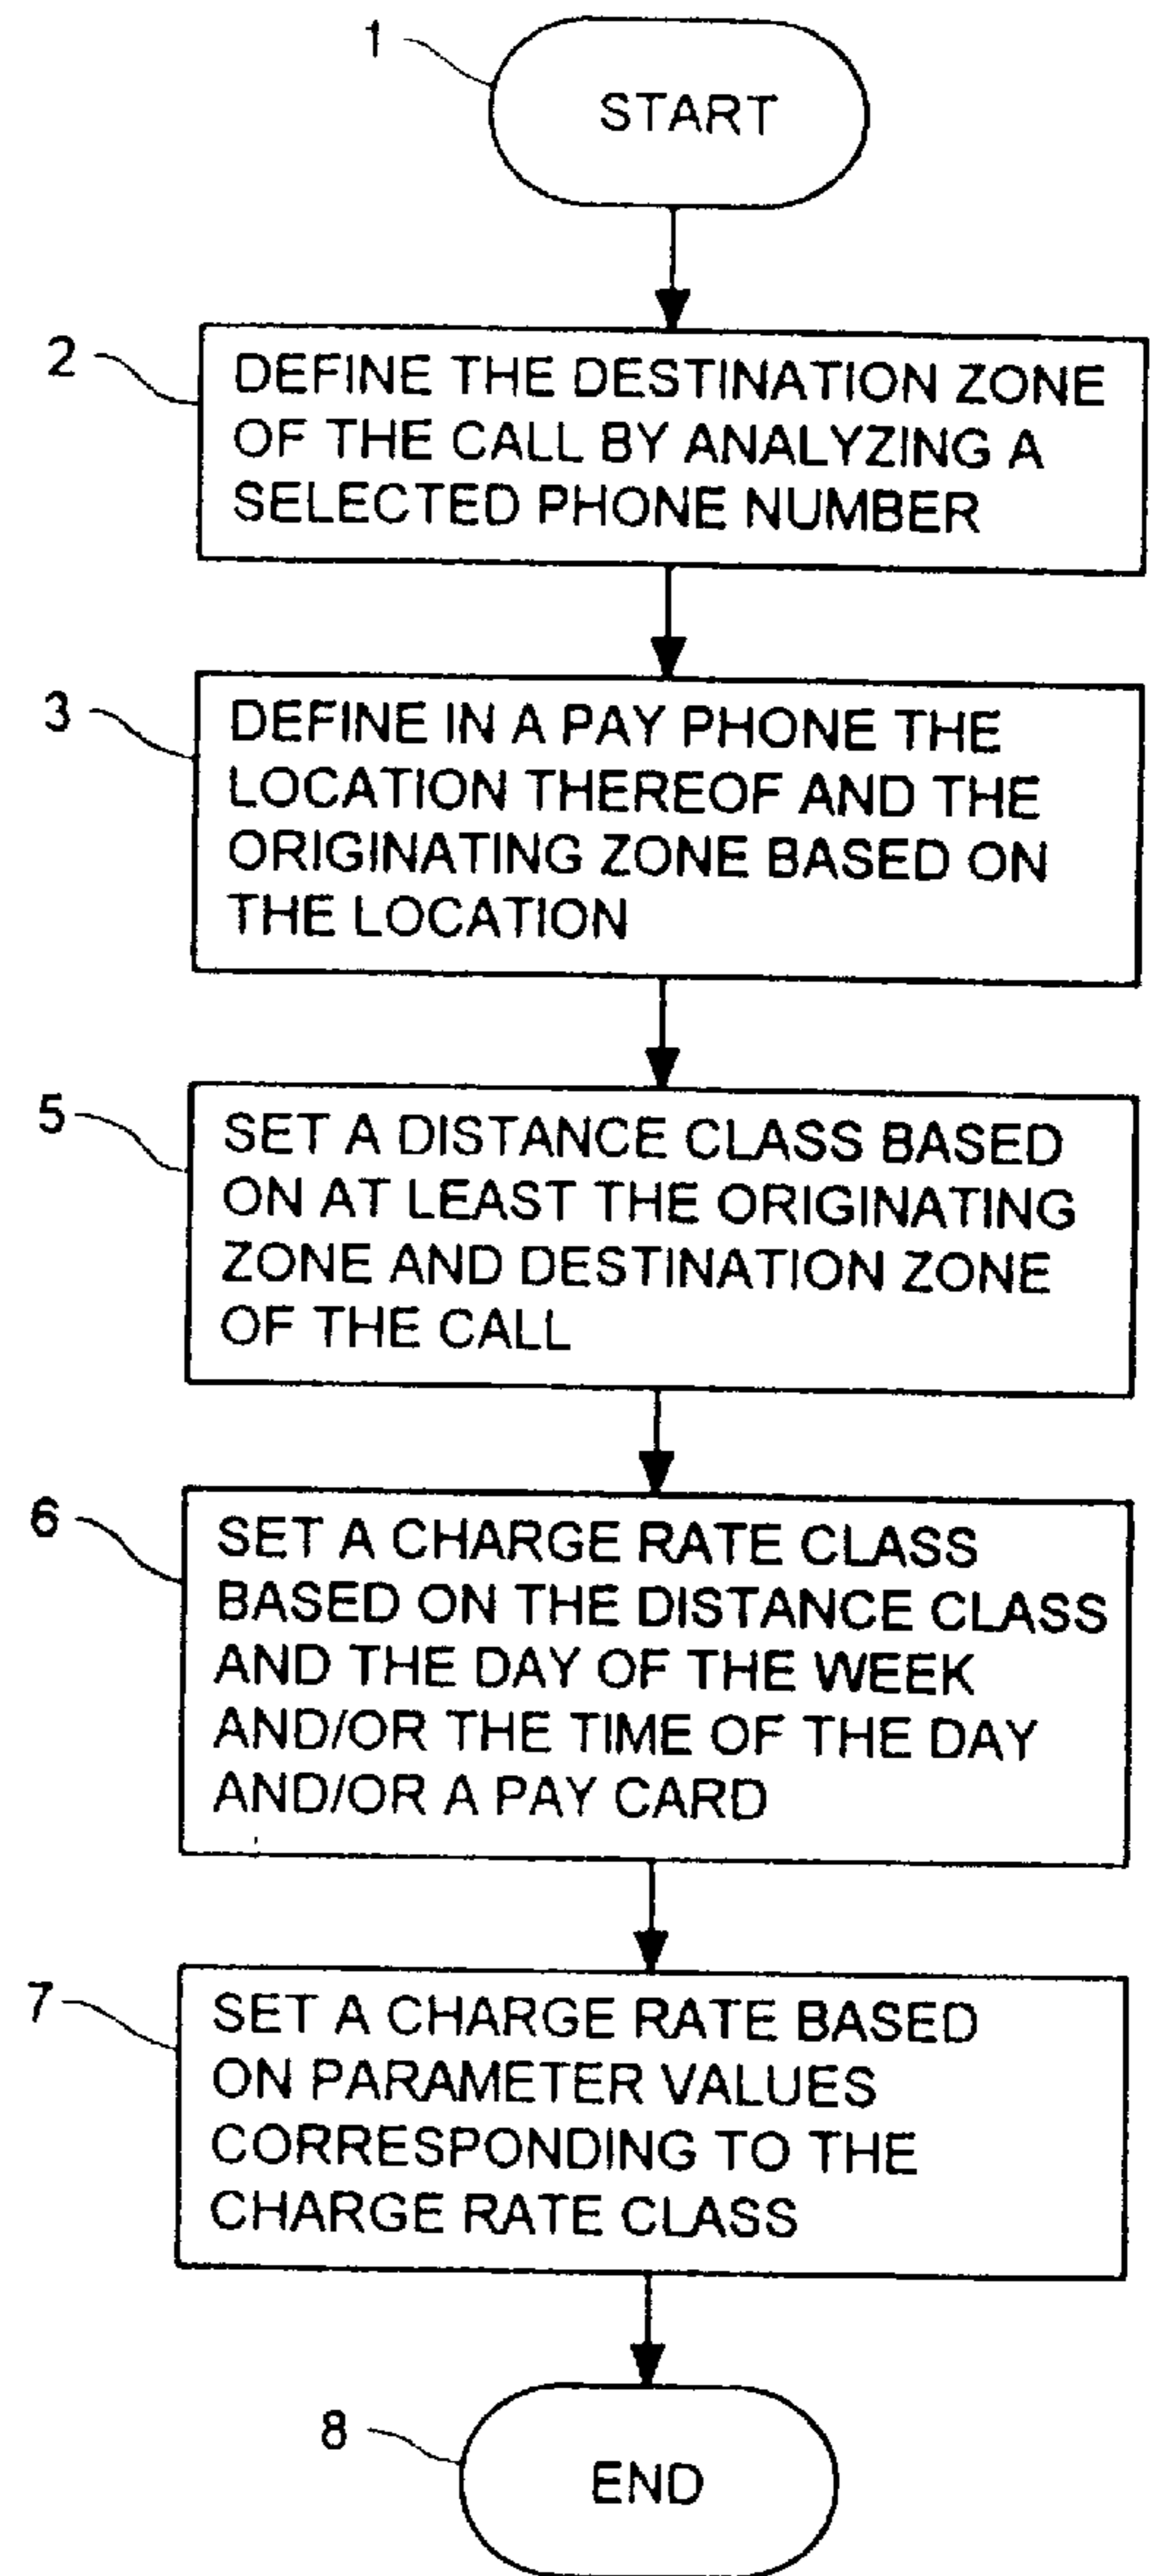 1
START
2
DEFINE THE DESTINATION ZONE
OF THE CALL BY ANALYZING A
SELECTED PHONE NUMBER
3
DEFINE IN A PAY PHONE THE
LOCATION THEREOF AND THE
ORIGINATING ZONE BASED ON
THE LOCATION
5
SET A DISTANCE CLASS BASED
ON AT LEAST THE ORIGINATING
ZONE AND DESTINATION ZONE
OF THE CALL
6
SET A CHARGE RATE CLASS
BASED ON THE DISTANCE CLASS
AND THE DAY OF THE WEEK
AND/OR THE TIME OF THE DAY
AND/OR A PAY CARD
7
SET A CHARGE RATE BASED
ON PARAMETER VALUES
CORRESPONDING TO THE
CHARGE RATE CLASS
8
END